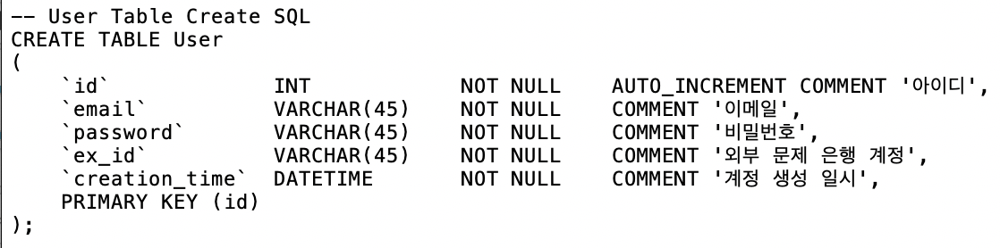 -- User Table Create SQL
CREATE TABLE User
(
    `id`              INT            NOT NULL    AUTO_INCREMENT COMMENT '아이디',
    `email`           VARCHAR(45)    NOT NULL    COMMENT '이메일',
    `password`        VARCHAR(45)    NOT NULL    COMMENT '비밀번호',
    `ex_id`           VARCHAR(45)    NOT NULL    COMMENT '외부 문제 은행 계정',
    `creation_time`   DATETIME       NOT NULL    COMMENT '계정 생성 일시',
    PRIMARY KEY (id)
);